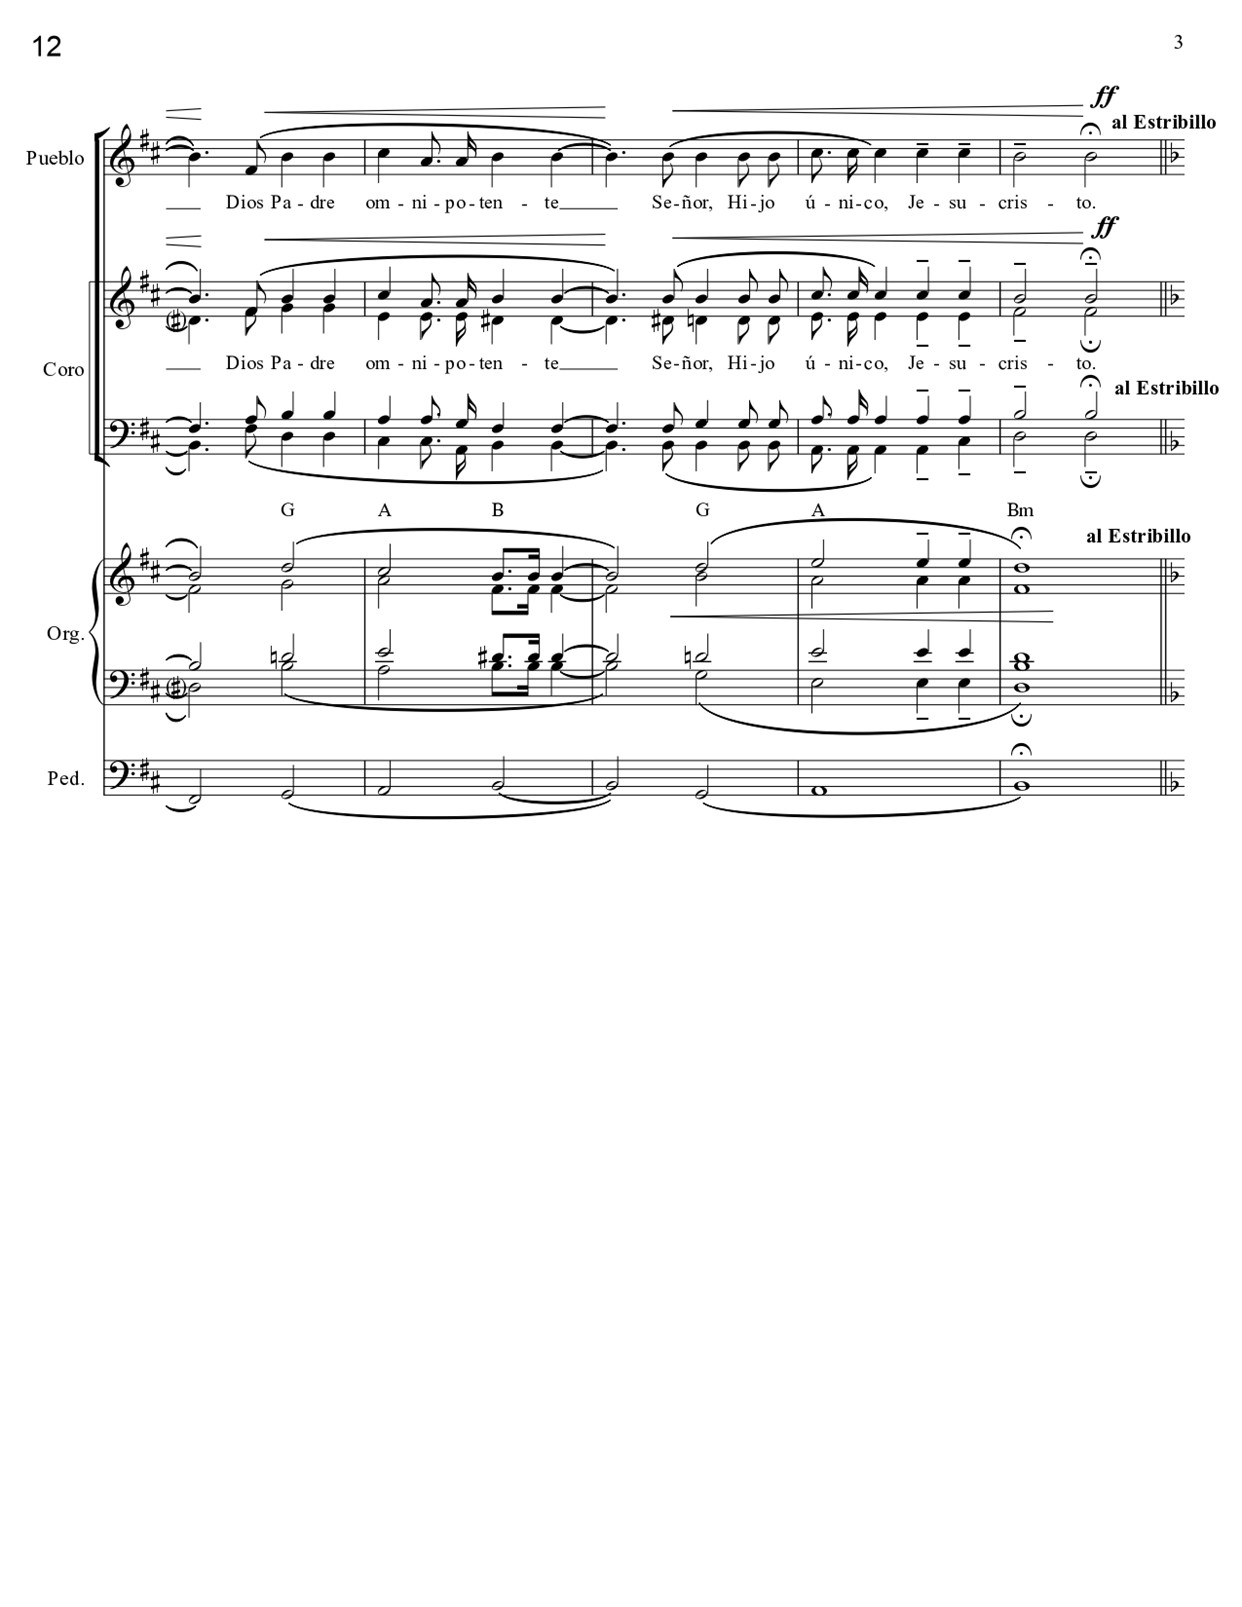 12
3
ff
al Estribillo
Pueblo
Dios Pa - dre om - ni - po - ten - te Se - ñor, Hi - jo ú - ni - co, Je - su - cris - to.
ff
Coro
Dios Pa - dre om - ni - po - ten - te Se - ñor, Hi - jo ú - ni - co, Je - su - cris - to.
al Estribillo
G A B G A Bm
al Estribillo
Org.
Ped.